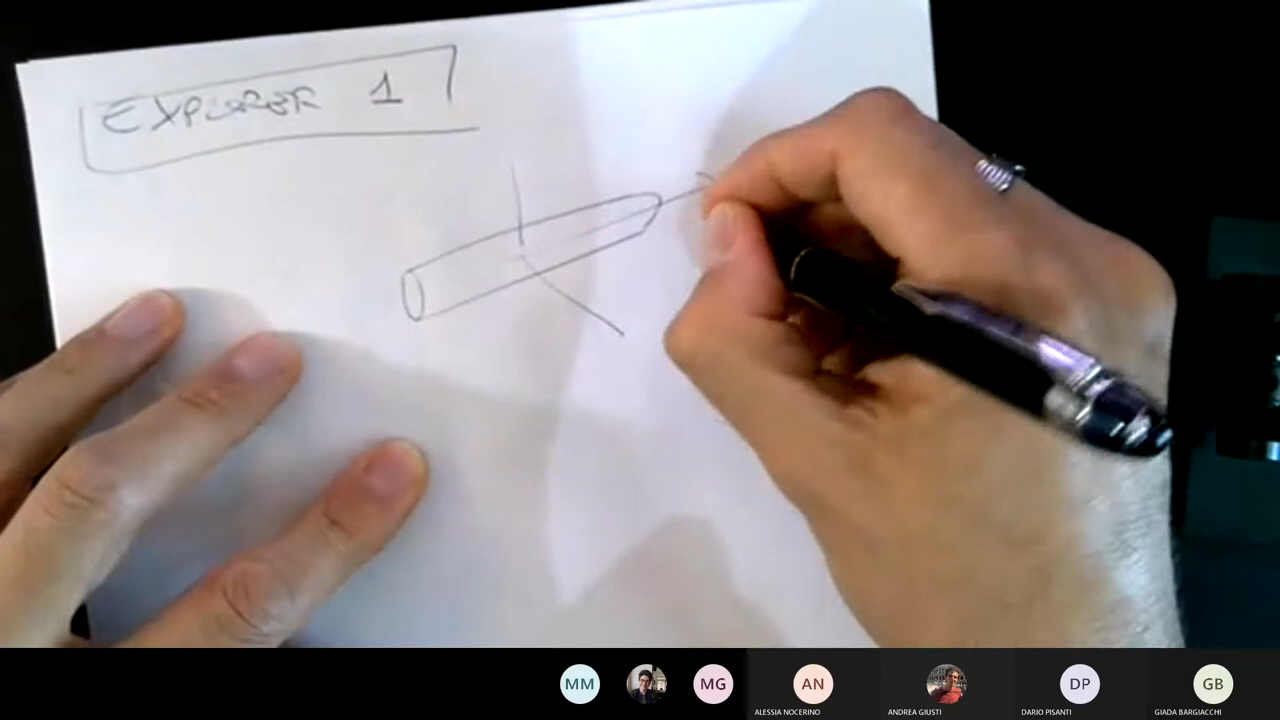 EXPLORER 1
MM
MG
AN
DP
GB
ALESSIA NOCERINO
ANDREA GIUSTI
DARIO PISANTI
GIADA BARGIACCHI